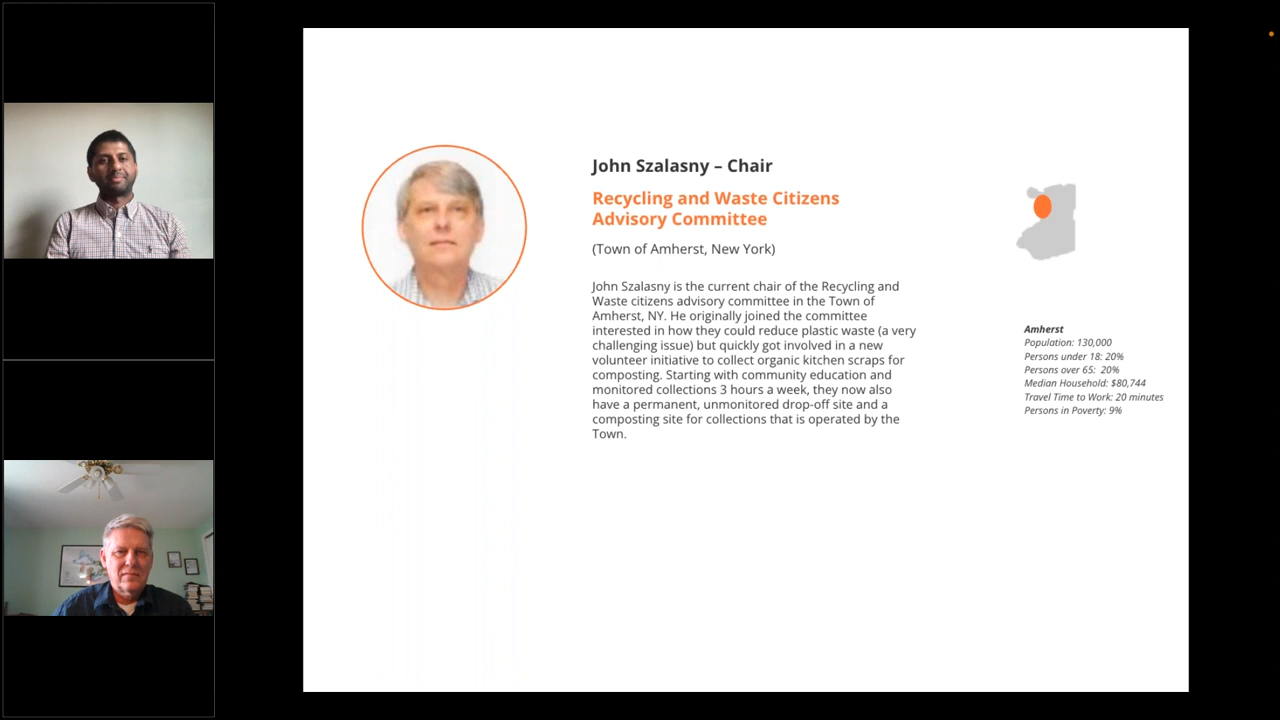 John Szalasny – Chair
Recycling and Waste Citizens
Advisory Committee
(Town of Amherst, New York)
John Szalasny is the current chair of the Recycling and
Waste citizens advisory committee in the Town of
Amherst, NY. He originally joined the committee
interested in how they could reduce plastic waste (a very
challenging issue) but quickly got involved in a new
volunteer initiative to collect organic kitchen scraps for
composting. Starting with community education and
monitored collections 3 hours a week, they now also
have a permanent, unmonitored drop-off site and a
composting site for collections that is operated by the
Town.
Amherst
Population: 130,000
Persons under 18: 20%
Persons over 65:  20%
Median Household: $80,744
Travel Time to Work: 20 minutes
Persons in Poverty: 9%